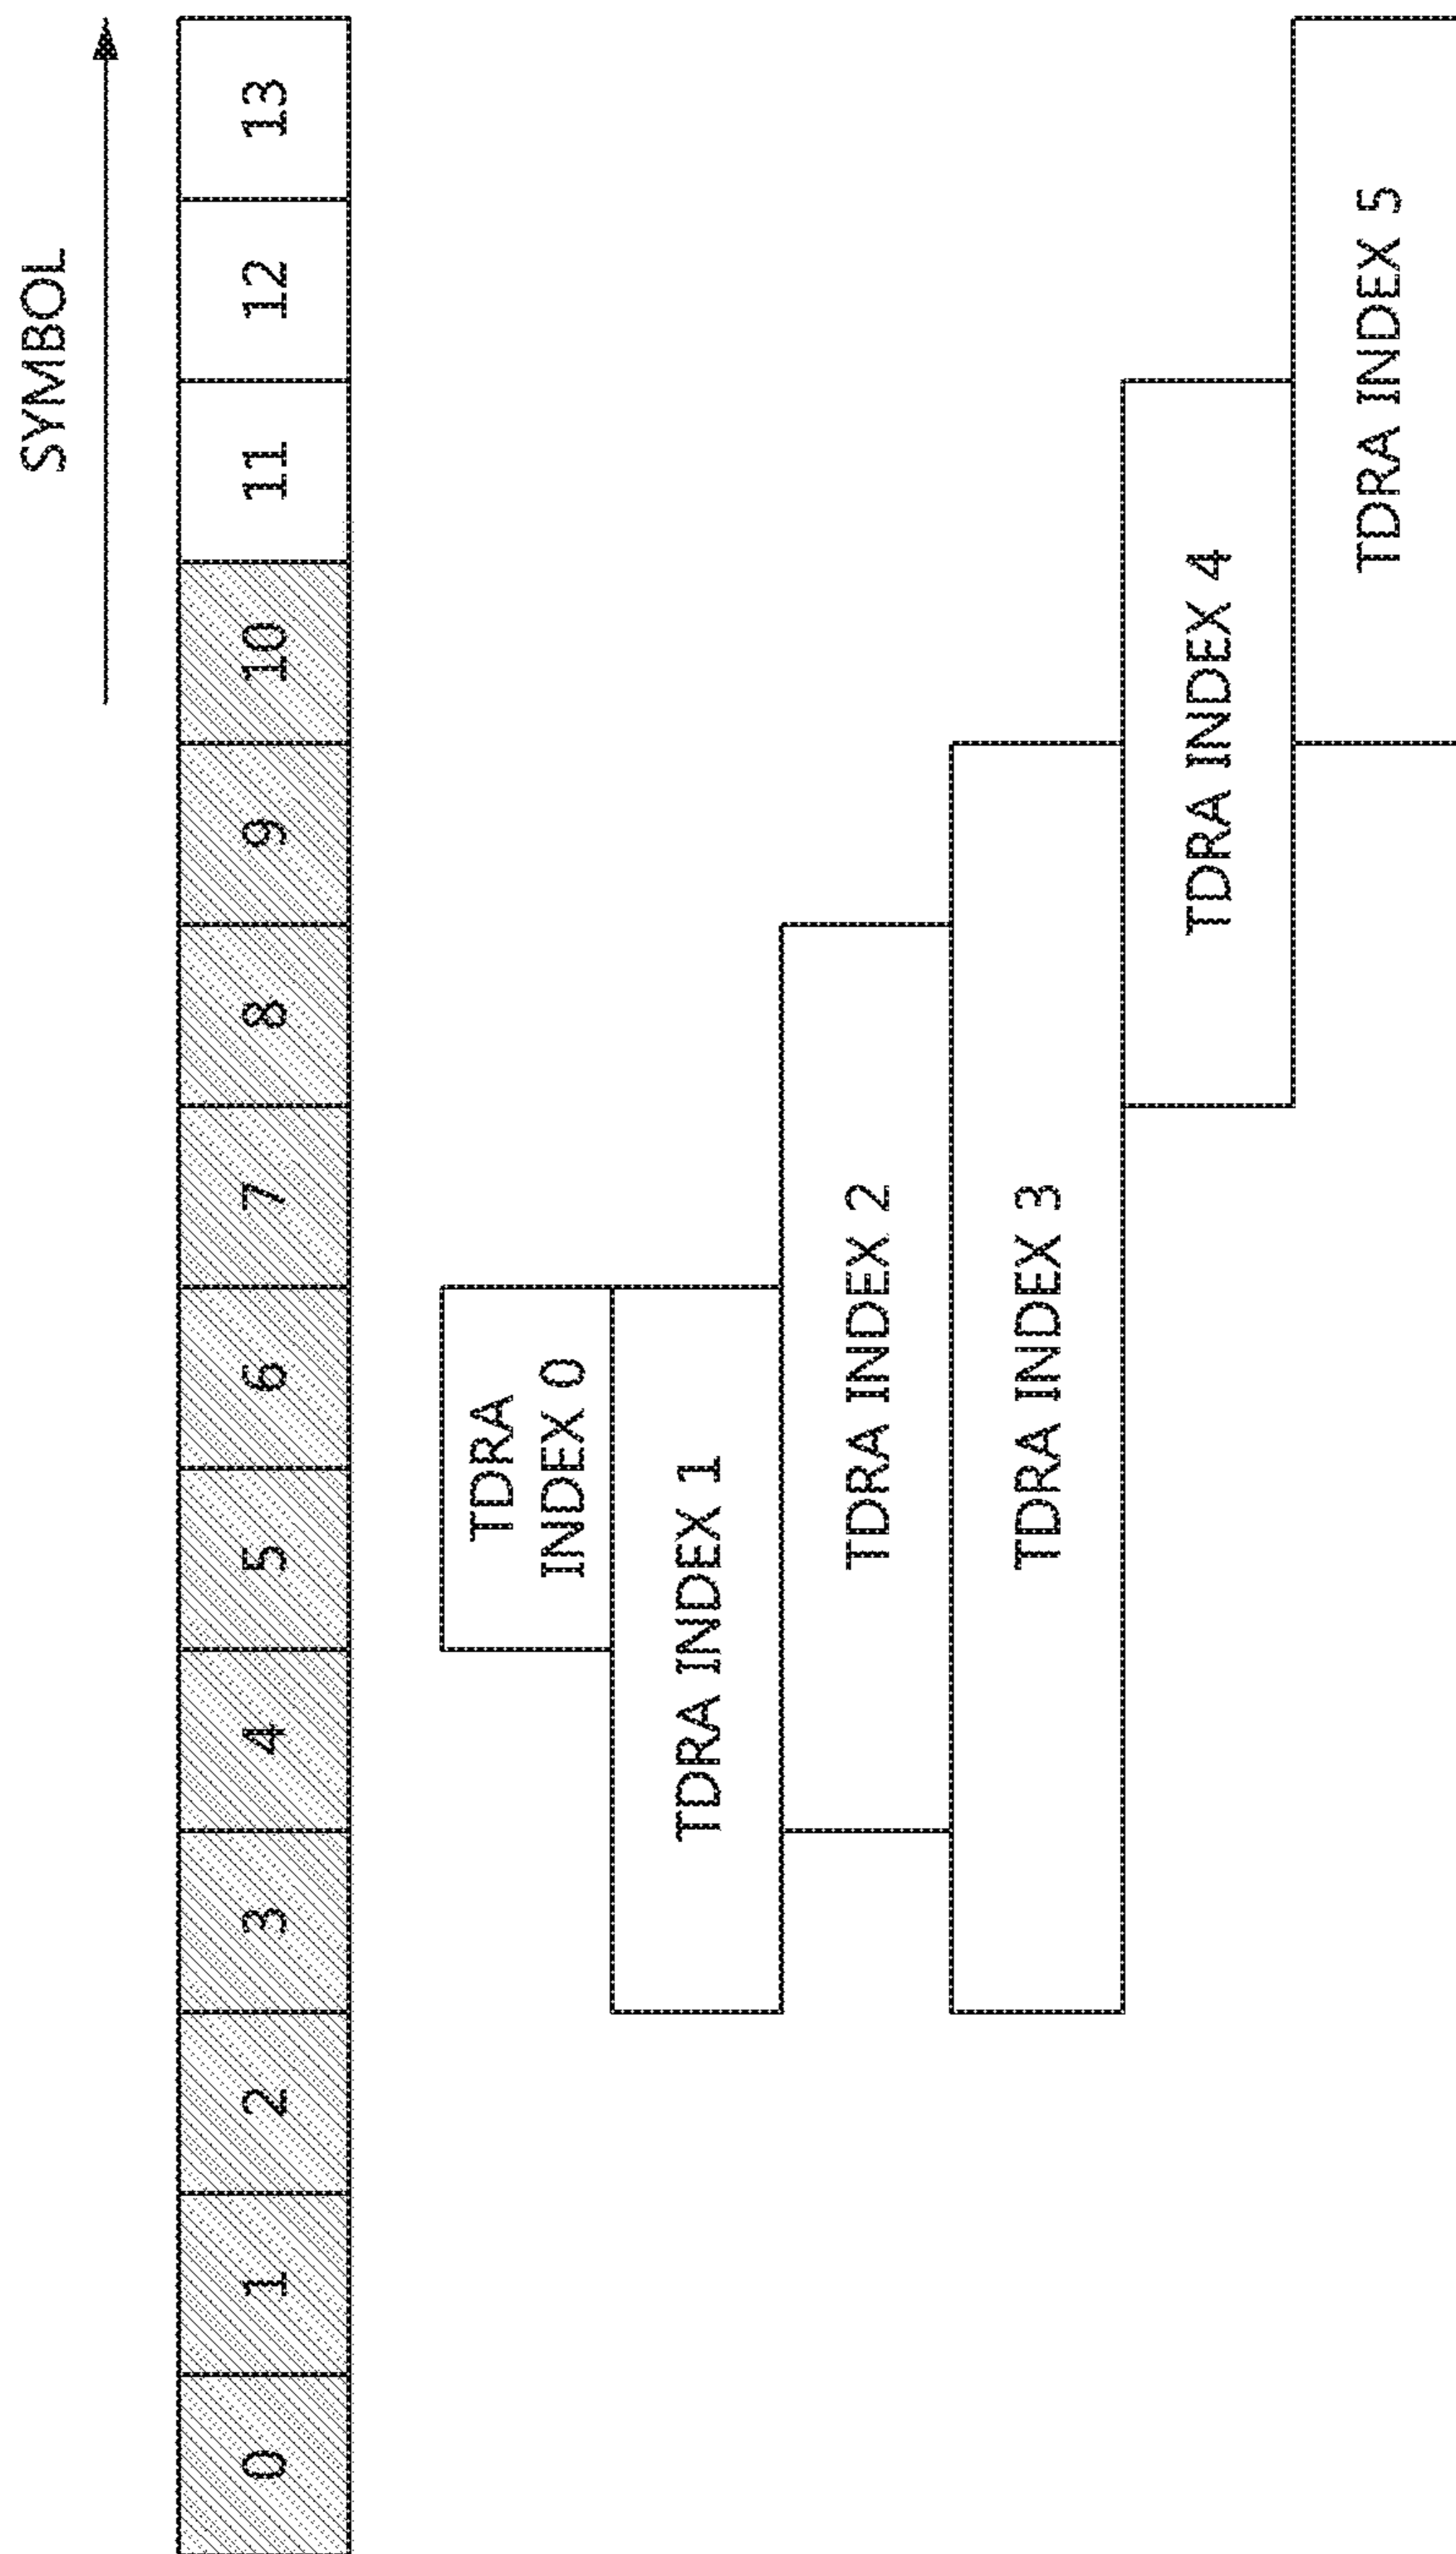 SYMBOL
0 1 2 3 4 5 6 7 8 9 10 11 12 13
TDRA
INDEX 0
TDRA INDEX 1
TDRA INDEX 2
TDRA INDEX 3
TDRA INDEX 4
TDRA INDEX 5